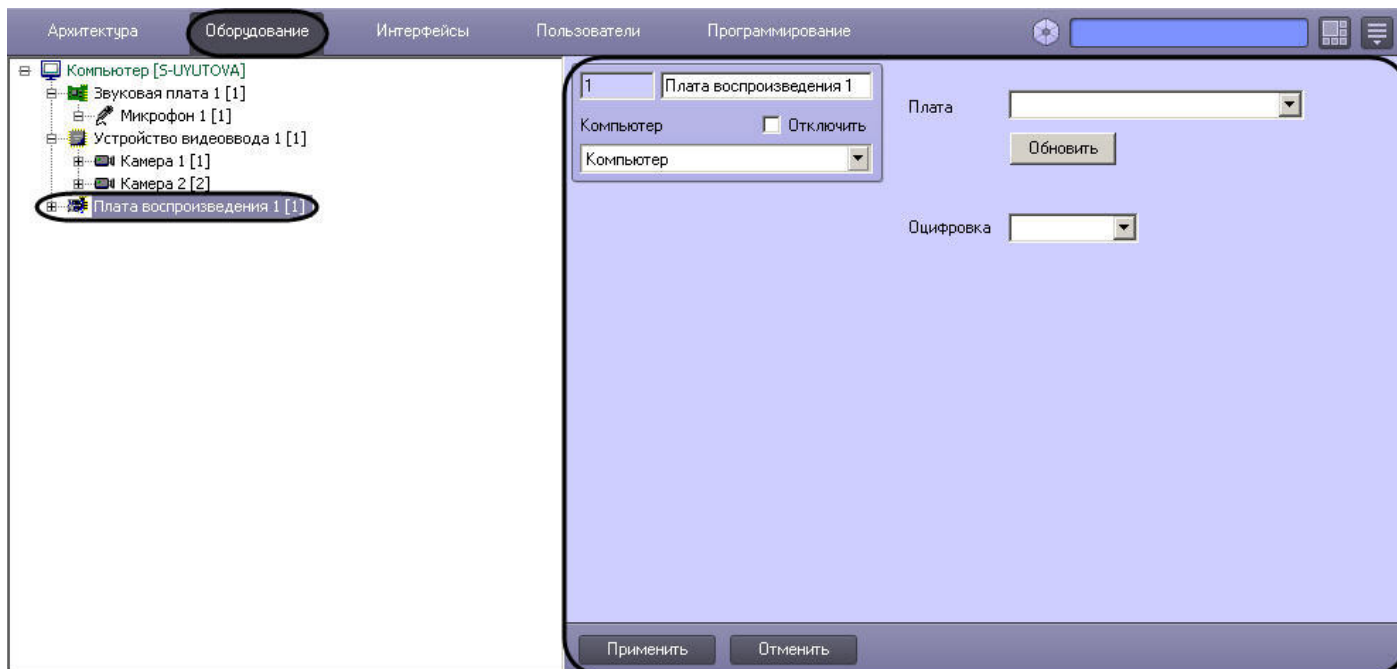 Архитектура Оборудование Интерфейсы Пользователи Программирование
Компьютер [S-UYUTOVA]
Звуковая плата 1 [1]
Микрофон 1 [1]
Устройство видеоввода 1 [1]
Камера 1 [1]
Камера 2 [2]
Плата воспроизведения 1 [1]
1 Плата воспроизведения 1
Компьютер Отключить
Компьютер
Плата
Обновить
Оцифровка
Применить Отменить